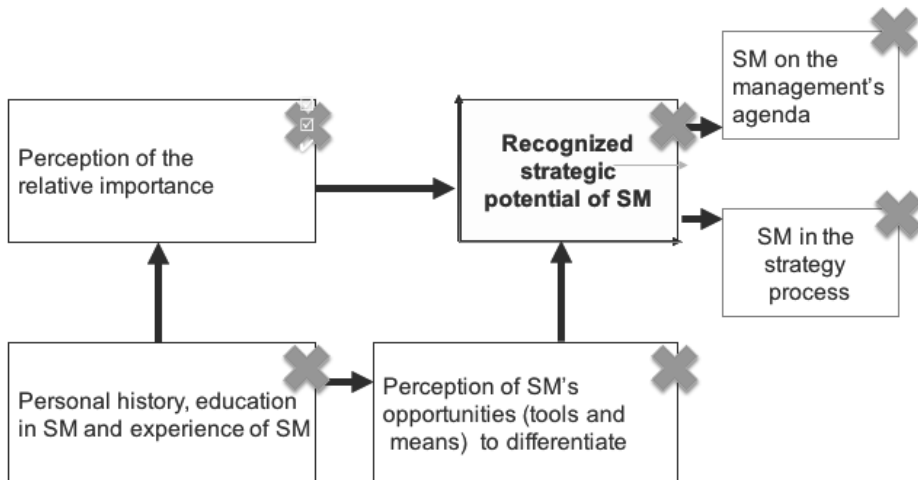 SM on the
management's
agenda
Perception of the
relative importance
Recognized
strategic
potential of SM
SM in the
strategy
process
Personal history, education
in SM and experience of SM
Perception of SM's
opportunities (tools and
means) to differentiate